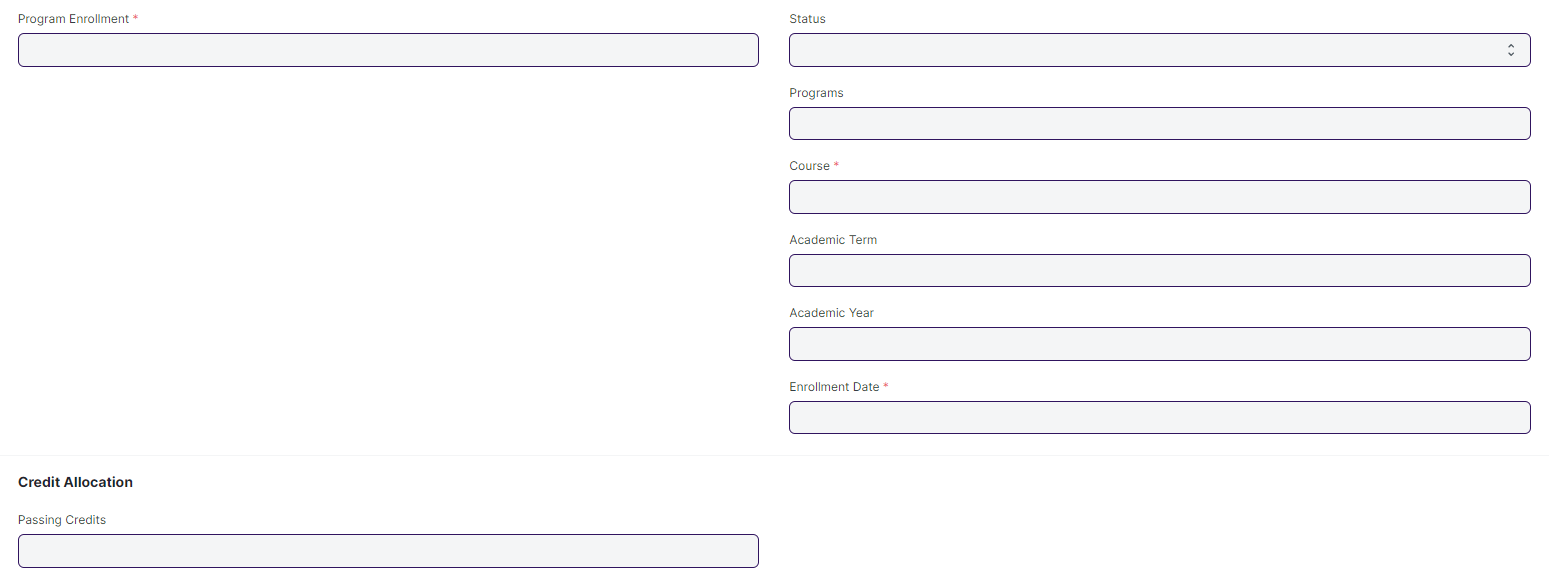 Program Enrollment *
Status
Programs
Course *
Academic Term
Academic Year
Enrollment Date *
Credit Allocation
Passing Credits